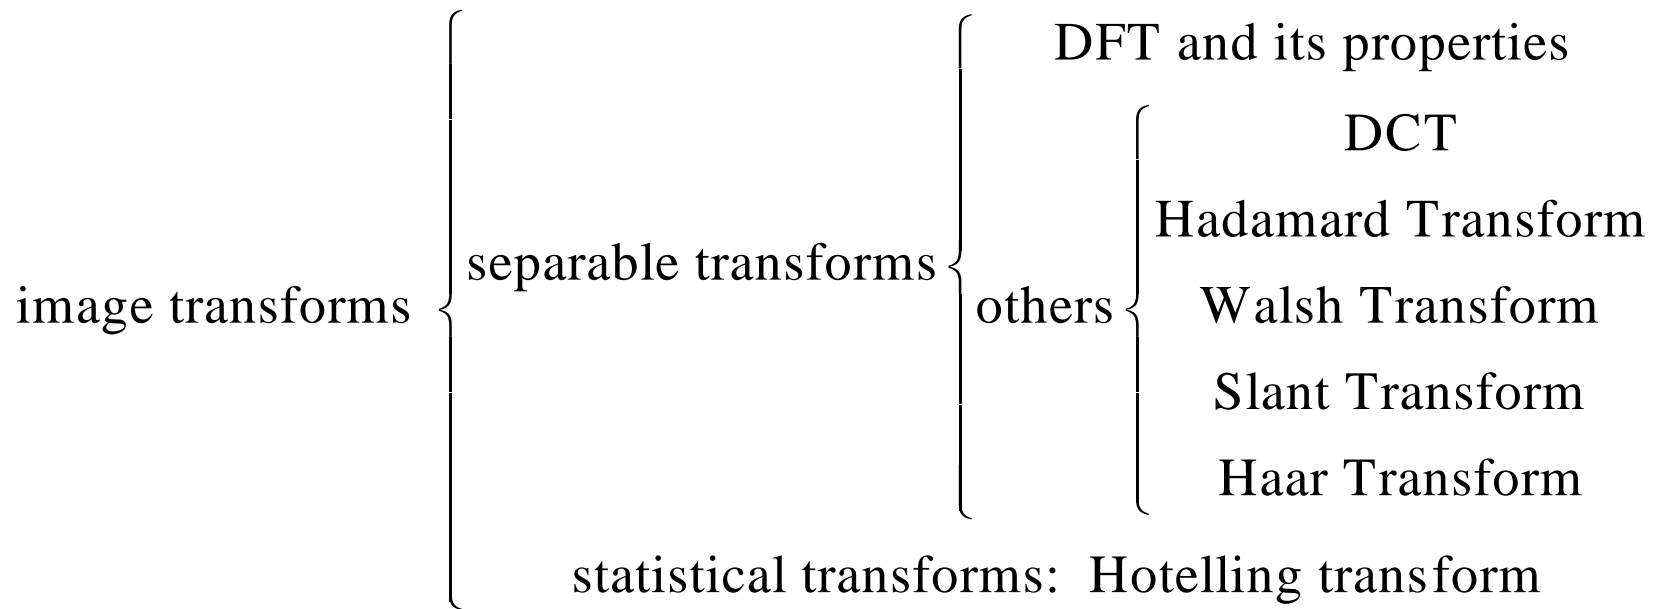 image transforms
separable transforms
DFT and its properties
others
DCT
Hadamard Transform
Walsh Transform
Slant Transform
Haar Transform
statistical transforms: Hotelling transform